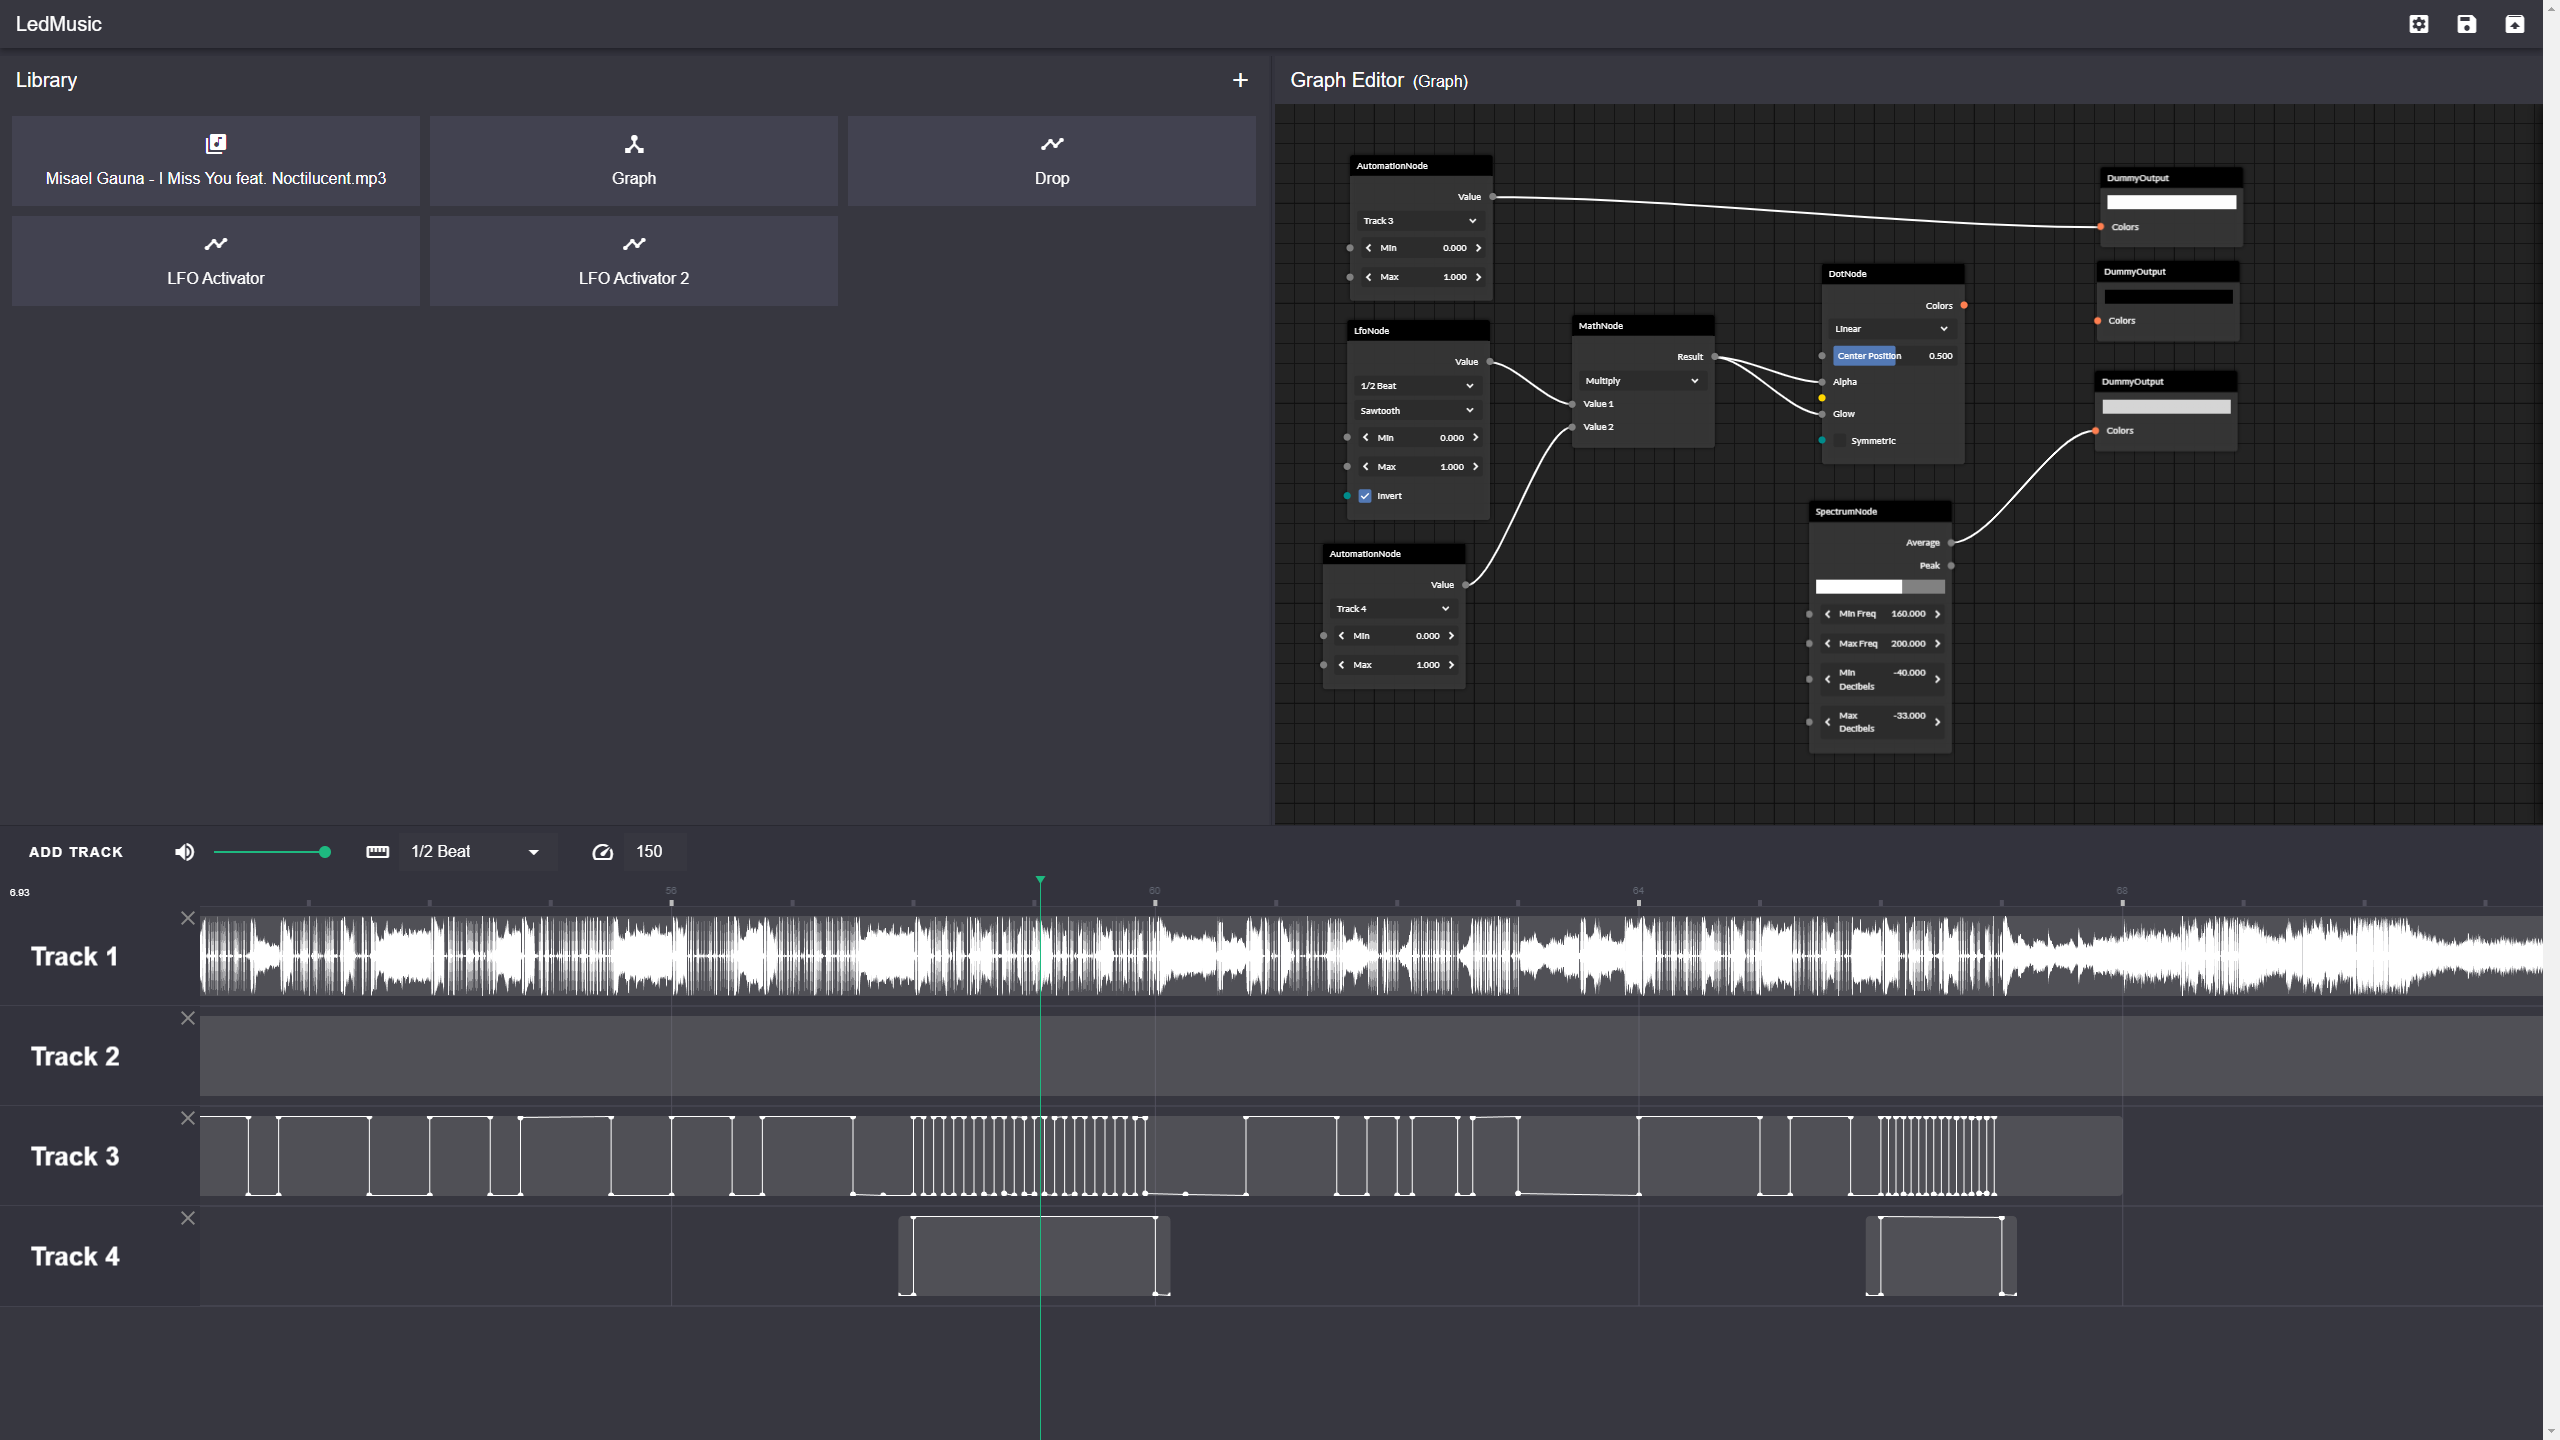 LedMusic
Library
Misael Gauna - I Miss You feat. Noctilucent.mp3
Graph
Drop
LFO Activator
LFO Activator 2
Graph Editor (Graph)
AutomationNode
Value
Track 3
Min 0.000
Max 1.000
LfoNode
Value
1/2 Beat
Sawtooth
Min 0.000
Max 1.000
Invert
AutomationNode
Value
Track 4
Min 0.000
Max 1.000
MathNode
Result
Multiply
Value 1
Value 2
DotNode
Colors
Linear
Center Position 0.500
Alpha
Glow
Symmetric
SpectrumNode
Average
Peak
Min Freq 160.000
Max Freq 200.000
Min Decibels -40.000
Max Decibels -33.000
DummyOutput
Colors
DummyOutput
Colors
DummyOutput
Colors
ADD TRACK
1/2 Beat
150
6.93
56
60
64
68
Track 1
Track 2
Track 3
Track 4